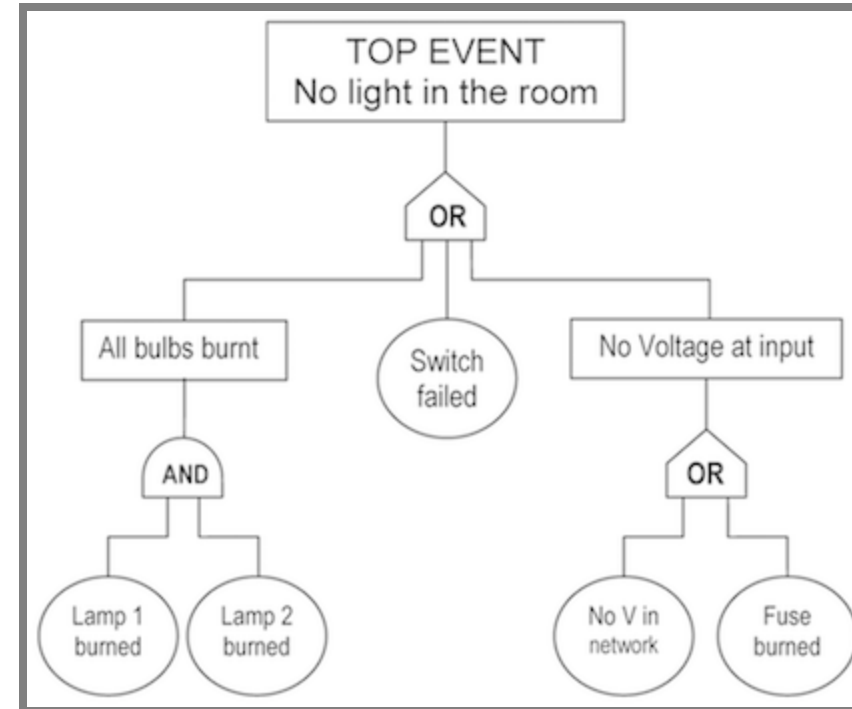 TOP EVENT
No light in the room
OR
All bulbs burnt
Switch
failed
No Voltage at input
AND
OR
Lamp 1
burned
Lamp 2
burned
No V in
network
Fuse
burned